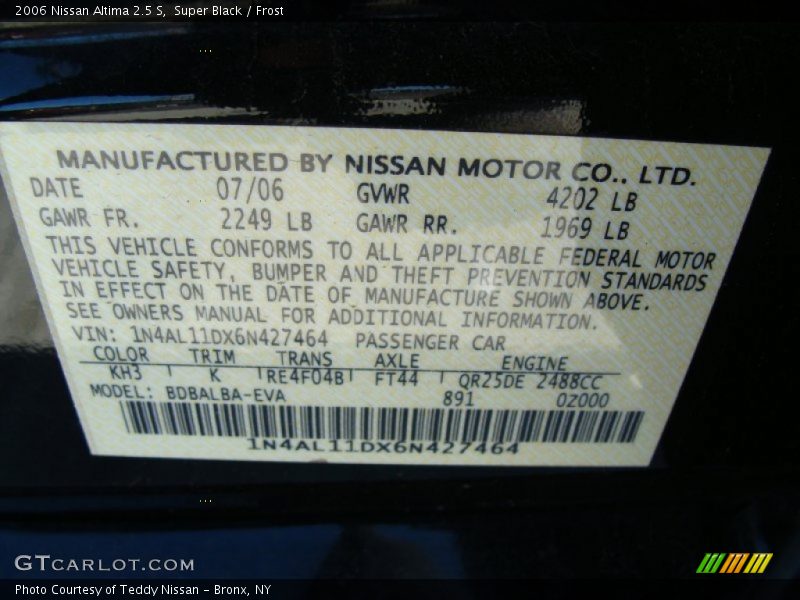 2006 Nissan Altima 2.5 S, Super Black / Frost
MANUFACTURED BY NISSAN MOTOR CO.. LTD.
DATE 07/06 GVWR 4202 LB
GAWR FR. 2249 LB GAWR RR. 1969 LB
THIS VEHICLE CONFORMS TO ALL APPLICABLE FEDERAL MOTOR
VEHICLE SAFETY, BUMPER AND THEFT PREVENTION STANDARDS
IN EFFECT ON THE DATE OF MANUFACTURE SHOWN ABOVE.
SEE OWNERS MANUAL FOR ADDITIONAL INFORMATION.
VIN: 1N4AL11DX6N427464 PASSENGER CAR
COLOR TRIM TRANS AXLE ENGINE
KH3 K RE4F04B FT44 QR25DE 2488CC
MODEL: BDBALBA-EVA 891 0Z000
1N4AL11DX6N427464
GTCARLOT.COM
Photo Courtesy of Teddy Nissan - Bronx, NY